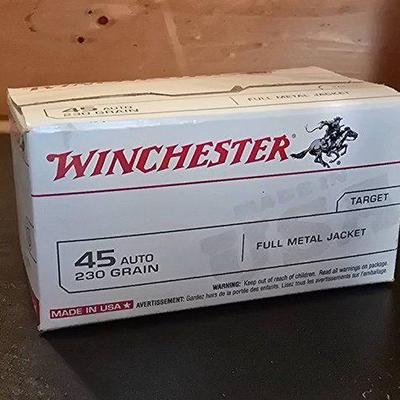 45 AUTO
230 GRAIN
FULL METAL JACKET
WINCHESTER
TARGET
45 AUTO
230 GRAIN
FULL METAL JACKET
WARNING: Keep out of reach of children. Read all warnings on package.
MADE IN USA ★ AVERTISSEMENT: Gardez hors de la portée des enfants. Lisez tous les avertissements sur l'emballage.